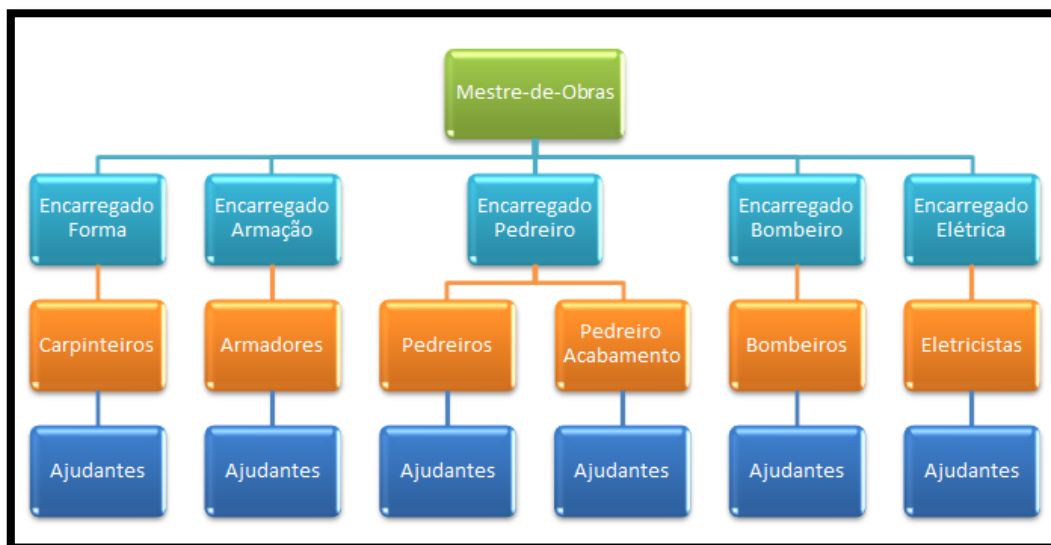 Mestre-de-Obras
Encarregado
Forma
Encarregado
Armação
Encarregado
Pedreiro
Encarregado
Bombeiro
Encarregado
Elétrica
Carpinteiros
Armadores
Pedreiros
Pedreiro
Acabamento
Bombeiros
Eletricistas
Ajudantes
Ajudantes
Ajudantes
Ajudantes
Ajudantes
Ajudantes